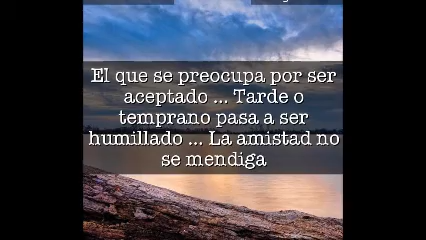 El que se preocupa por ser
aceptado ... Tarde o
temprano pasa a ser
humillado ... La amistad no
se mendiga